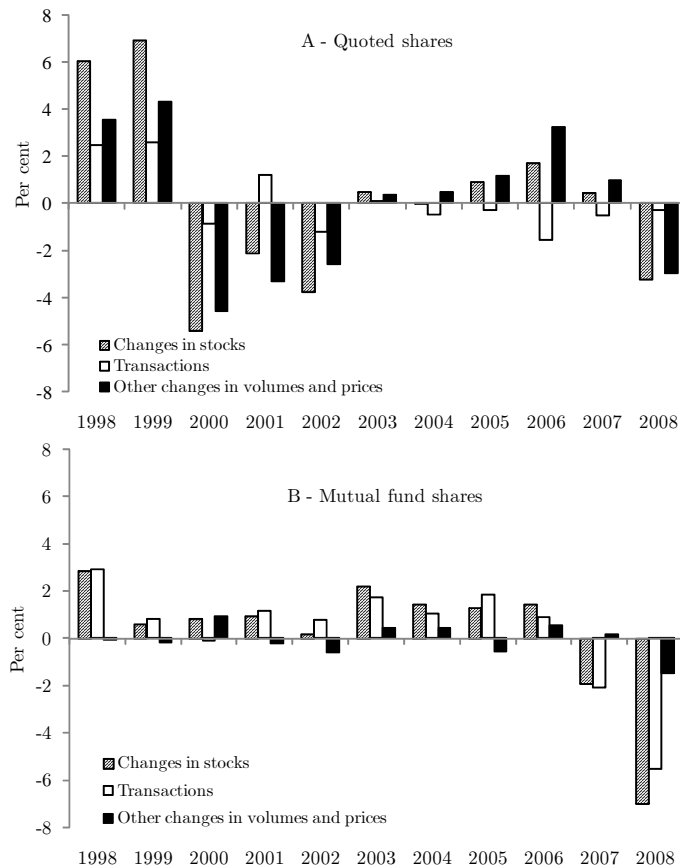 A - Quoted shares
8
6
4
2
0
-2
-4
-6
-8
Per cent
Changes in stocks
Transactions
Other changes in volumes and prices
1998 1999 2000 2001 2002 2003 2004 2005 2006 2007 2008
B - Mutual fund shares
8
6
4
2
0
-2
-4
-6
-8
Per cent
Changes in stocks
Transactions
Other changes in volumes and prices
1998 1999 2000 2001 2002 2003 2004 2005 2006 2007 2008